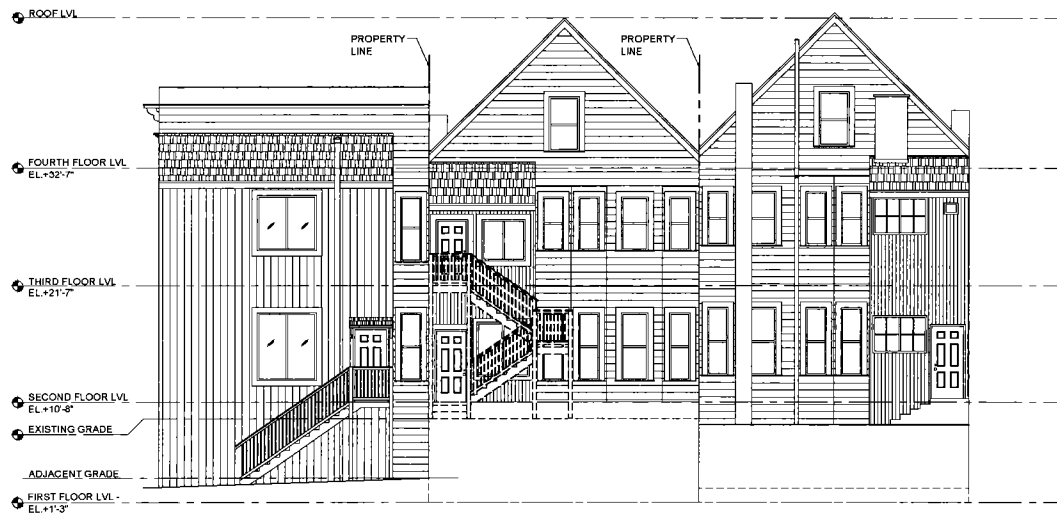 ROOF LVL
PROPERTY
LINE
PROPERTY
LINE
FOURTH FLOOR LVL
EL.+32'-7"
THIRD FLOOR LVL
EL.+21'-7"
SECOND FLOOR LVL
EL.+10'-8"
EXISTING GRADE
ADJACENT GRADE
FIRST FLOOR LVL -
EL.+1'-3"